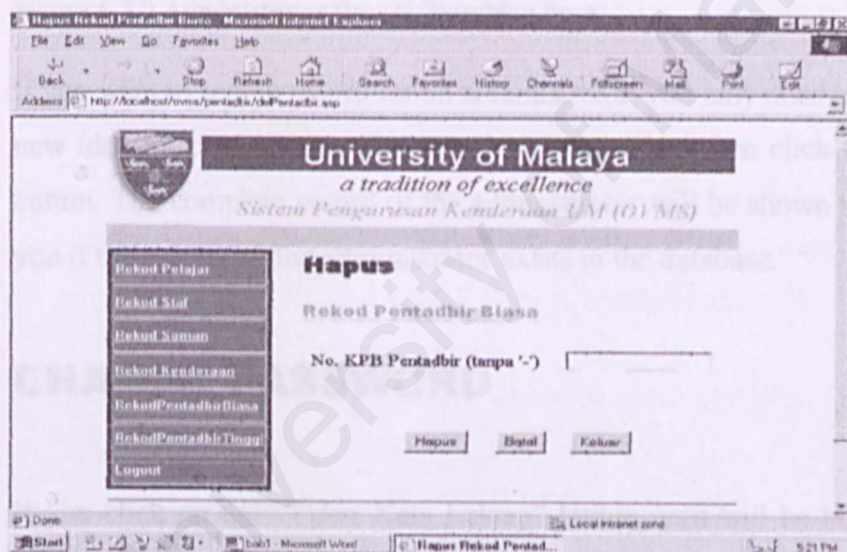 Hapus Rekod Pentadbir Biasa - Microsoft Internet Explorer
File Edit View Go Favorites Help
Back Stop Refresh Home Search Favorites History Channels Fullscreen Mail Print Edit
Address http://localhost/ovms/pentadbir/delPentadbir.asp
University of Malaya
a tradition of excellence
Sistem Pengurusan Kenderaan UM (OVMS)
Rekod Pelajar
Rekod Staf
Rekod Saman
Rekod Kenderaan
RekodPentadbirBiasa
RekodPentadbirTinggi
Logout
Hapus
Rekod Pentadbir Biasa
No. KPB Pentadbir (tanpa '-')
Hapus Batal Keluar
Done Local intranet zone
Start bab1 - Microsoft Word Hapus Rekod Pentad... 5:21 PM